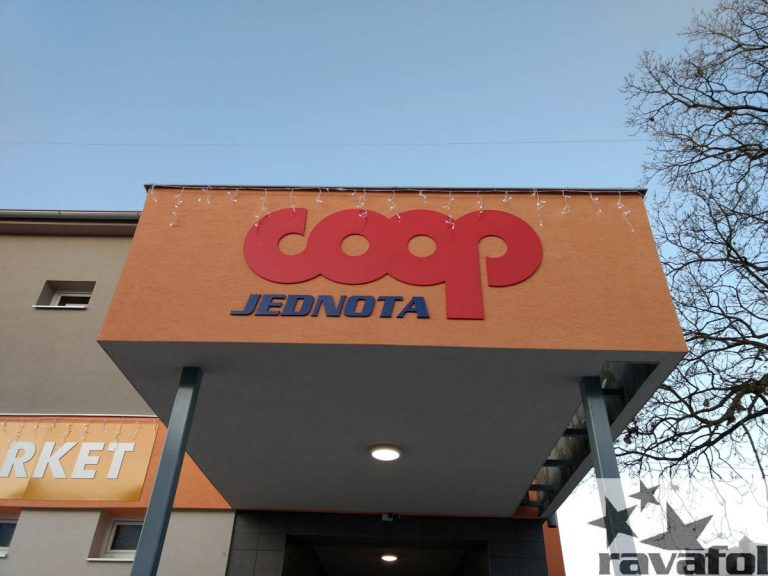 coop
JEDNOTA
RKET
ravafol